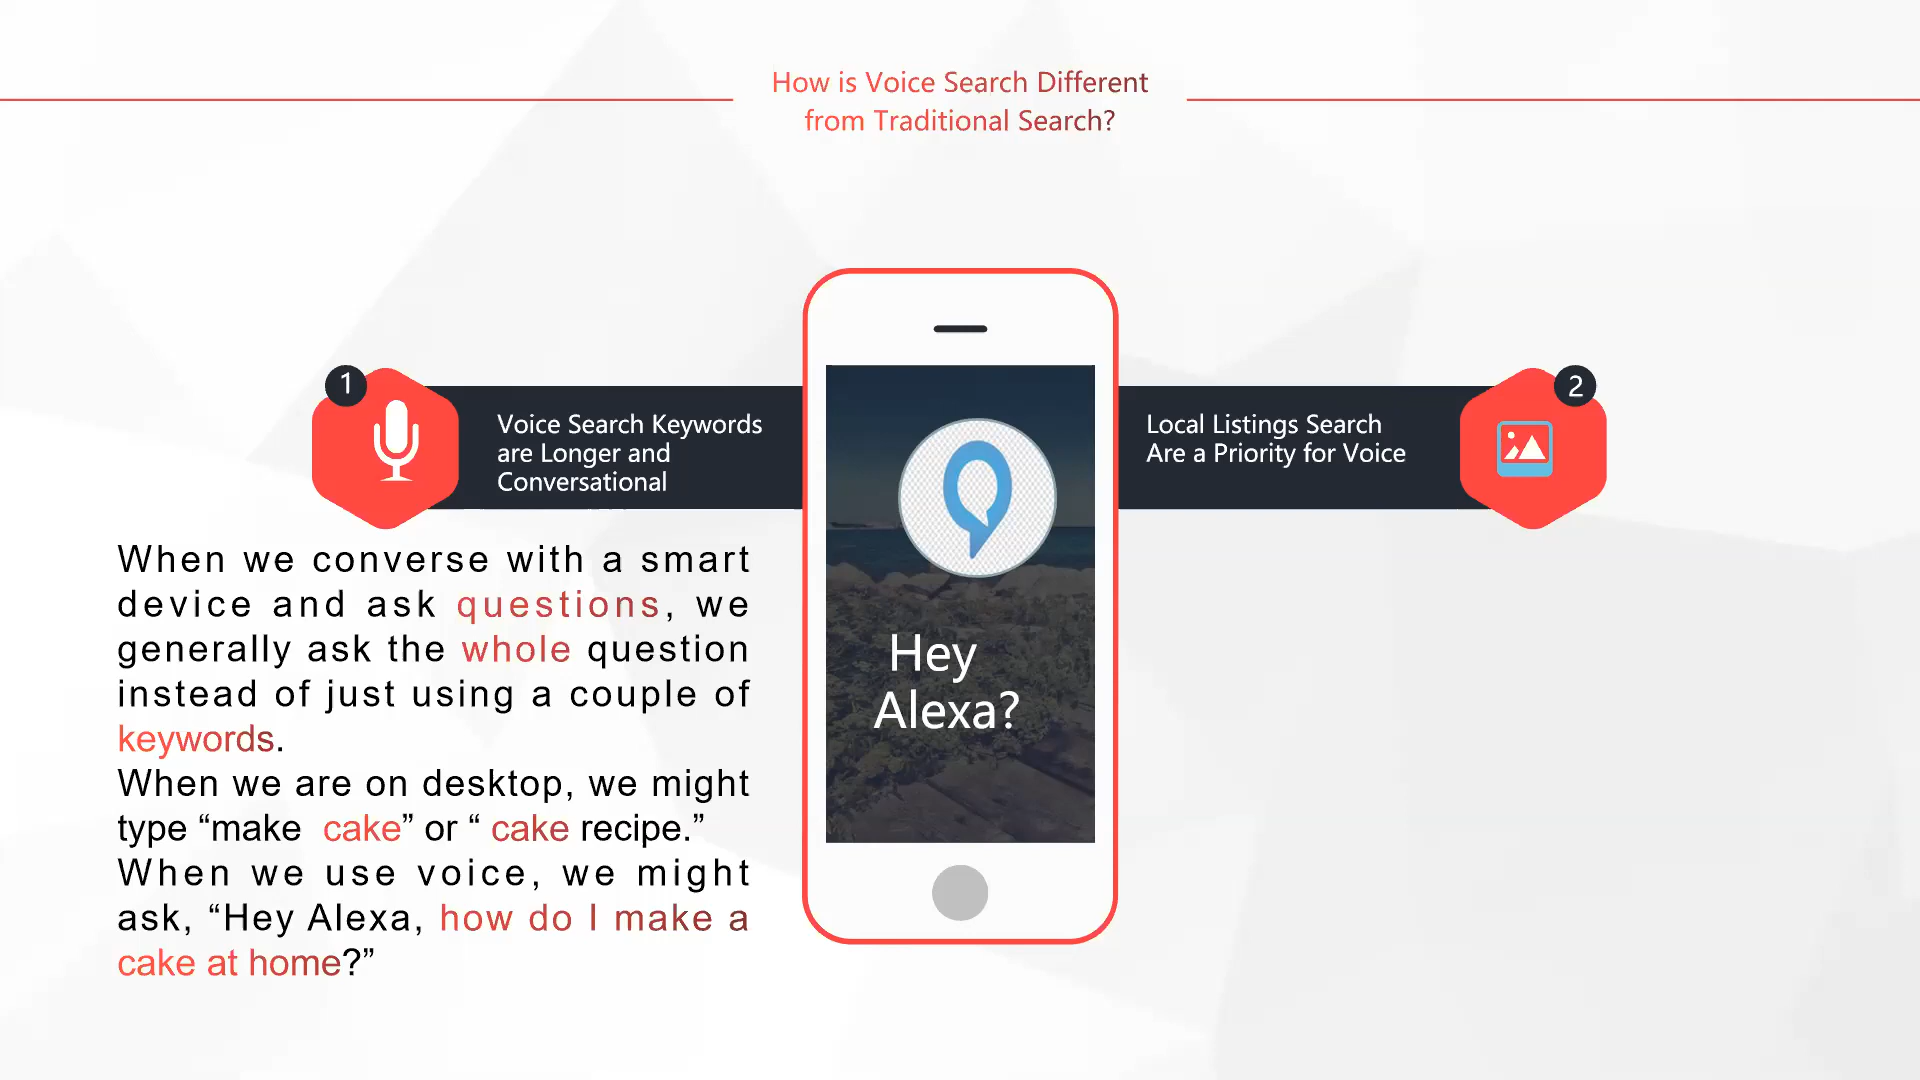 How is Voice Search Different
from Traditional Search?
1
Voice Search Keywords
are Longer and
Conversational
When we converse with a smart
device and ask questions, we
generally ask the whole question
instead of just using a couple of
keywords.
When we are on desktop, we might
type “make  cake” or “ cake recipe.”
When we use voice, we might
ask, “Hey Alexa, how do I make a
cake at home?”
Hey
Alexa?
2
Local Listings Search
Are a Priority for Voice